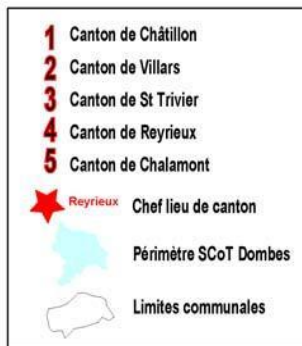 1 Canton de Châtillon
2 Canton de Villars
3 Canton de St Trivier
4 Canton de Reyrieux
5 Canton de Chalamont
Reyrieux Chef lieu de canton
Périmètre SCoT Dombes
Limites communales